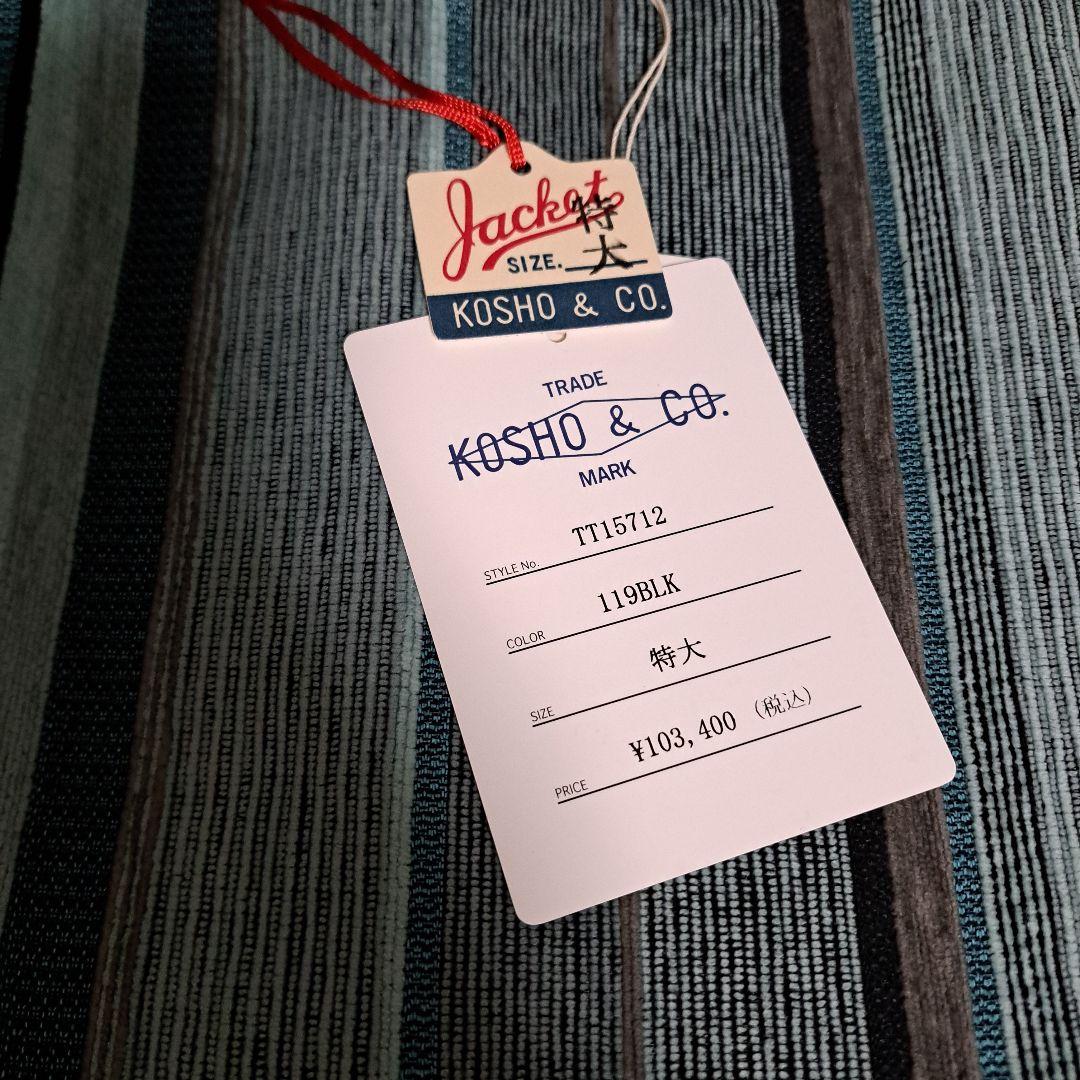 Jacket
SIZE. 特大
KOSHO & CO.
TRADE
KOSHO & CO.
MARK
STYLE No. TT15712
COLOR 119BLK
SIZE 特大
PRICE ¥103,400 (税込)